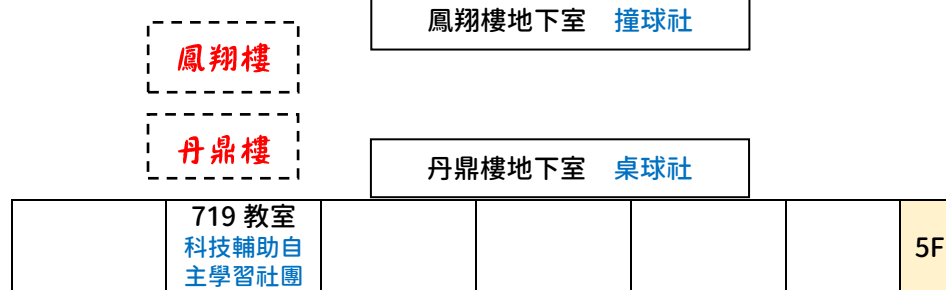 鳳翔樓地下室 撞球社
鳳翔樓
丹鼎樓
丹鼎樓地下室 桌球社
719 教室
科技輔助自
主學習社團
5F